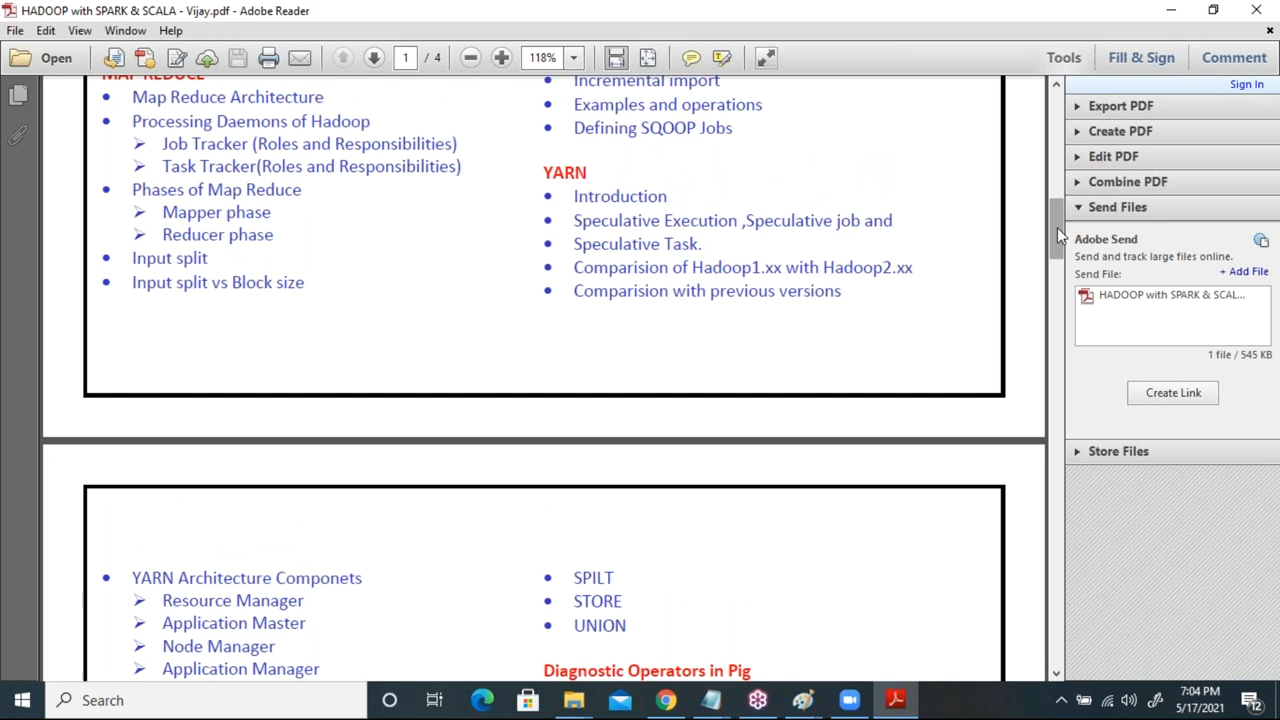 HADOOP with SPARK & SCALA - Vijay.pdf - Adobe Reader
File Edit View Window Help
Open 1 / 4 118% Tools Fill & Sign Comment
MAP REDUCE
• Map Reduce Architecture
• Processing Daemons of Hadoop
➢ Job Tracker (Roles and Responsibilities)
➢ Task Tracker(Roles and Responsibilities)
• Phases of Map Reduce
➢ Mapper phase
➢ Reducer phase
• Input split
• Input split vs Block size
• Incremental import
• Examples and operations
• Defining SQOOP Jobs
YARN
• Introduction
• Speculative Execution ,Speculative job and
• Speculative Task.
• Comparision of Hadoop1.xx with Hadoop2.xx
• Comparision with previous versions
• YARN Architecture Componets
➢ Resource Manager
➢ Application Master
➢ Node Manager
➢ Application Manager
• SPILT
• STORE
• UNION
Diagnostic Operators in Pig
Sign In
Export PDF
Create PDF
Edit PDF
Combine PDF
Send Files
Adobe Send
Send and track large files online.
Send File: + Add File
HADOOP with SPARK & SCAL...
1 file / 545 KB
Create Link
Store Files
Search
7:04 PM
5/17/2021
12